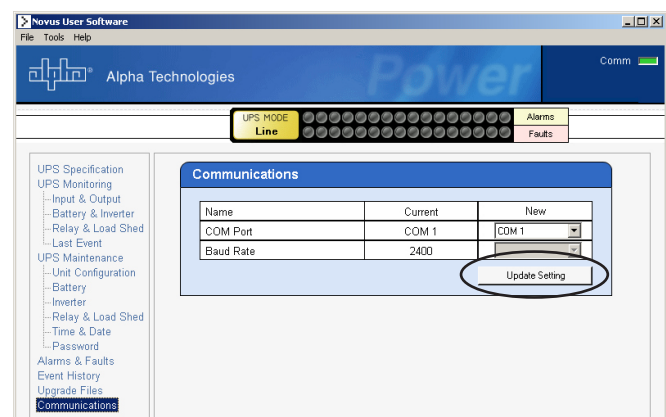 Novus User Software
File Tools Help
alpha® Alpha Technologies
Power
Comm
UPS MODE
Line
Alarms
Faults
UPS Specification
UPS Monitoring
Input & Output
Battery & Inverter
Relay & Load Shed
Last Event
UPS Maintenance
Unit Configuration
Battery
Inverter
Relay & Load Shed
Time & Date
Password
Alarms & Faults
Event History
Upgrade Files
Communications
Communications
Name Current New
COM Port COM 1 COM 1
Baud Rate 2400
Update Setting